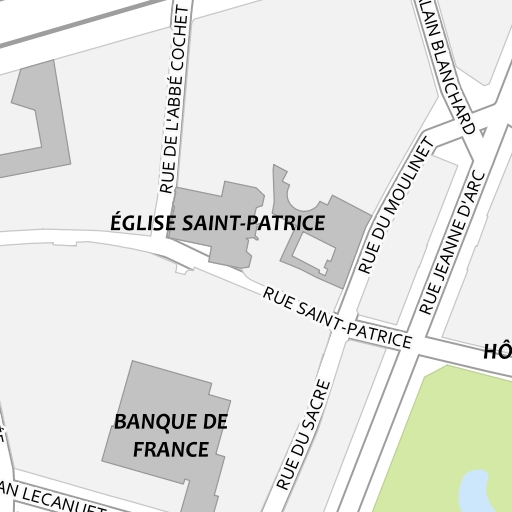 RUE DE L'ABBÉ COCHET
ALAIN BLANCHARD
RUE DU MOULINET
RUE JEANNE D'ARC
ÉGLISE SAINT-PATRICE
RUE SAINT-PATRICE
HÔ
RUE DU SACRE
BANQUE DE
FRANCE
AN LECANUET